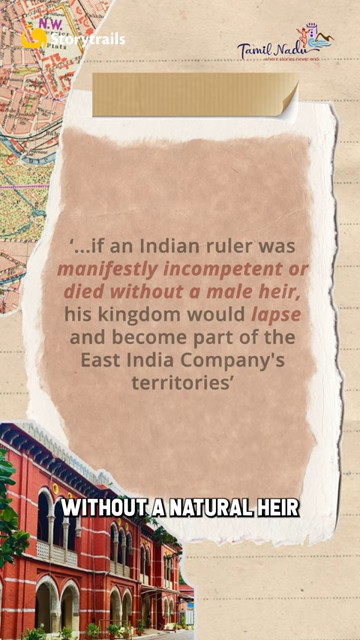 N.W.
Storytrails
Tamil Nadu
‘...if an Indian ruler was
manifestly incompetent or
died without a male heir,
his kingdom would lapse
and become part of the
East India Company's
territories’
WITHOUT A NATURAL HEIR